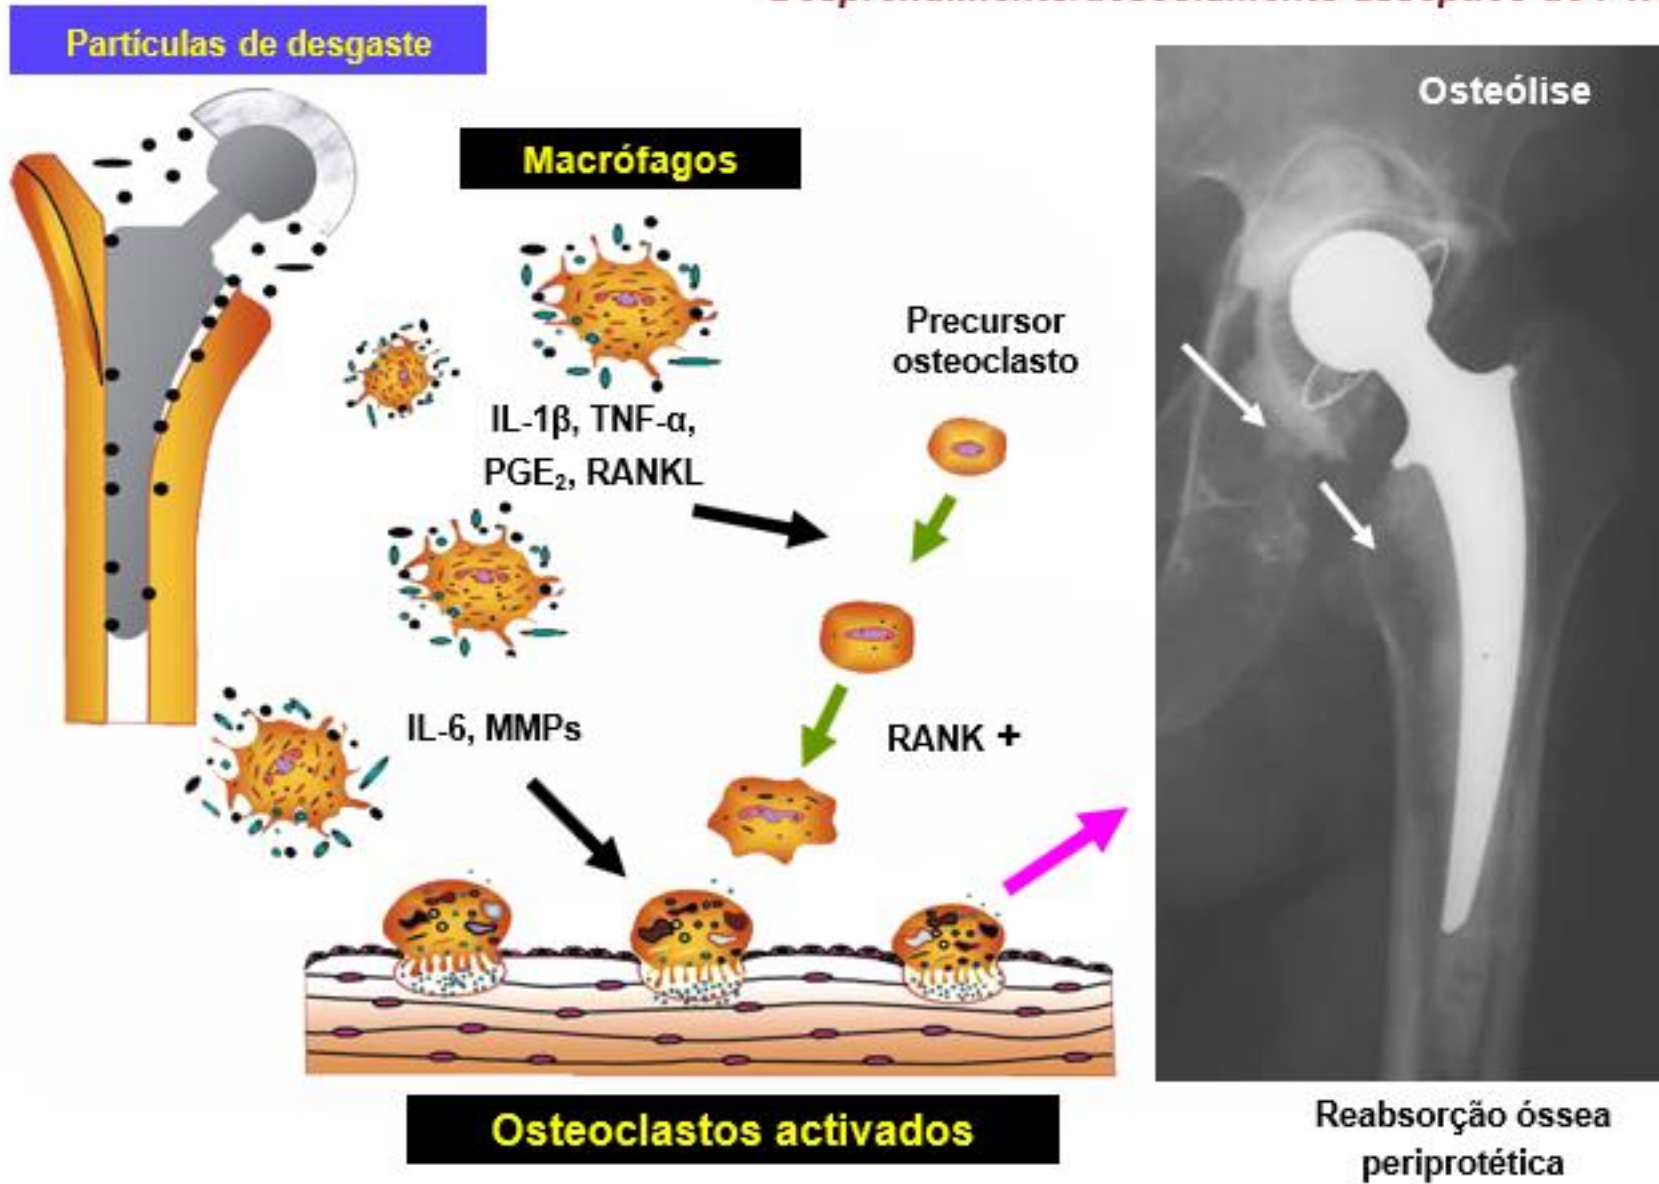 Partículas de desgaste
Osteólise
Macrófagos
Precursor
osteoclasto
IL-1β, TNF-α,
PGE₂, RANKL
IL-6, MMPs
RANK +
Osteoclastos activados
Reabsorção óssea
periprotética